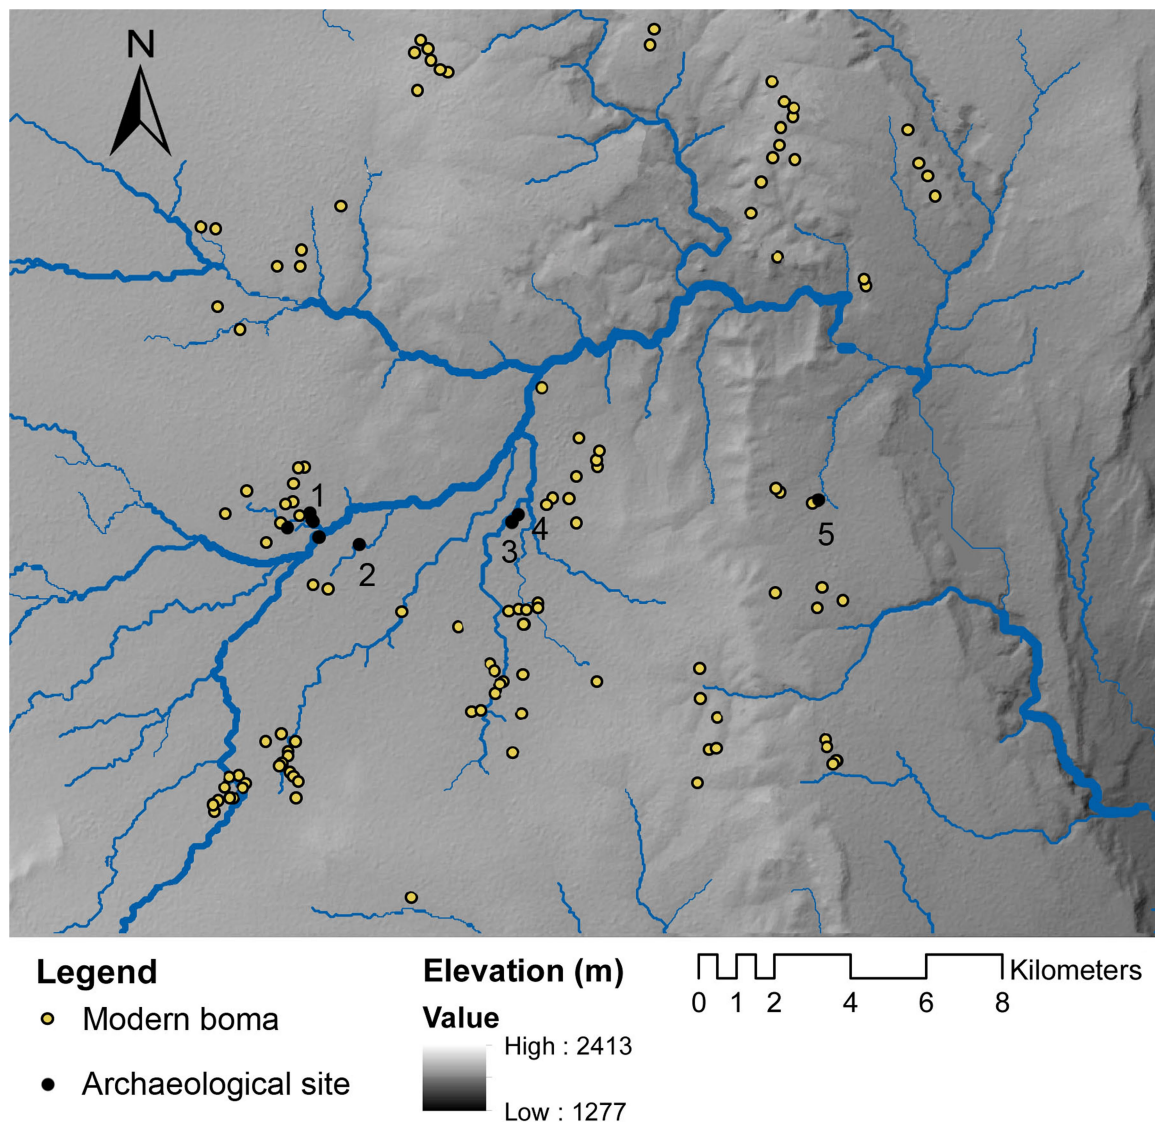 N
1
2
3
4
5
Legend
Modern boma
Archaeological site
Elevation (m)
Value
High : 2413
Low : 1277
Kilometers
0 1 2 4 6 8